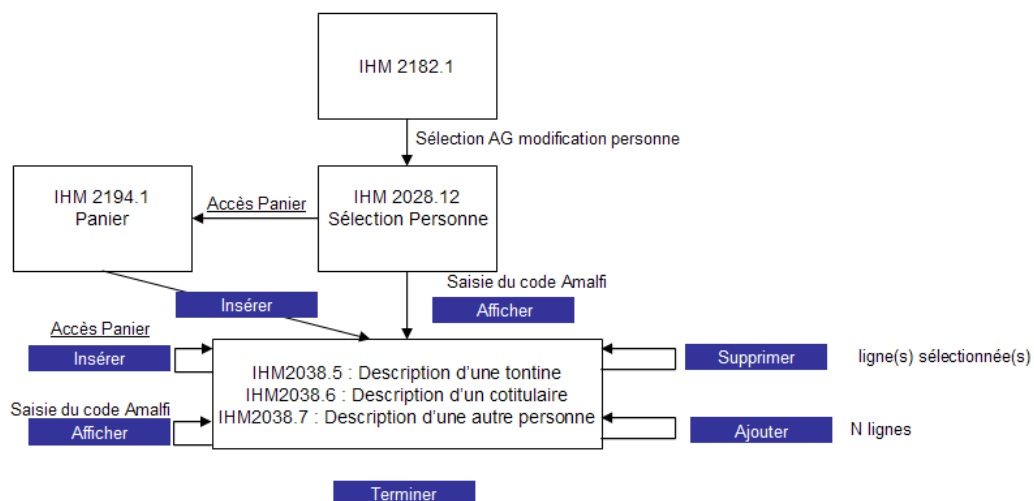 IHM 2182.1
Sélection AG modification personne
IHM 2194.1
Panier
Accès Panier
IHM 2028.12
Sélection Personne
Saisie du code Amalfi
Afficher
Insérer
Accès Panier
Insérer
Saisie du code Amalfi
Afficher
IHM2038.5 : Description d'une tontine
IHM2038.6 : Description d'un cotitulaire
IHM2038.7 : Description d'une autre personne
Supprimer
ligne(s) sélectionnée(s)
Ajouter
N lignes
Terminer